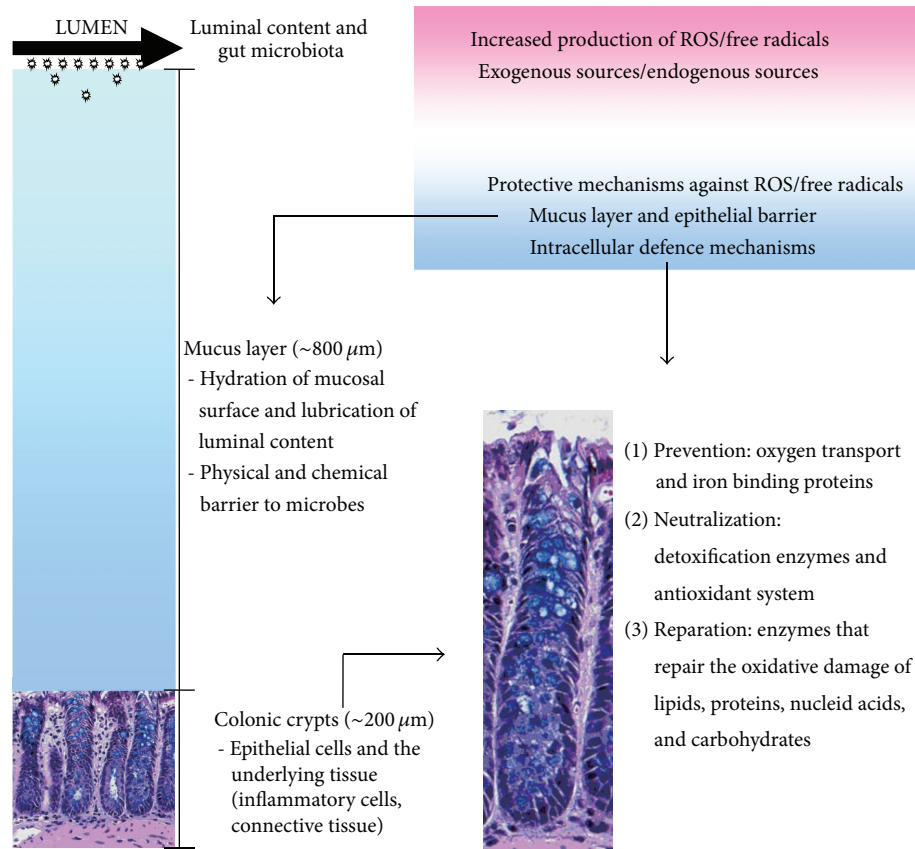 LUMEN
Luminal content and
gut microbiota
Increased production of ROS/free radicals
Exogenous sources/endogenous sources
Protective mechanisms against ROS/free radicals
Mucus layer and epithelial barrier
Intracellular defence mechanisms
Mucus layer (~800 μm)
- Hydration of mucosal
surface and lubrication of
luminal content
- Physical and chemical
barrier to microbes
Colonic crypts (~200 μm)
- Epithelial cells and the
underlying tissue
(inflammatory cells,
connective tissue)
(1) Prevention: oxygen transport
and iron binding proteins
(2) Neutralization:
detoxification enzymes and
antioxidant system
(3) Reparation: enzymes that
repair the oxidative damage of
lipids, proteins, nucleid acids,
and carbohydrates